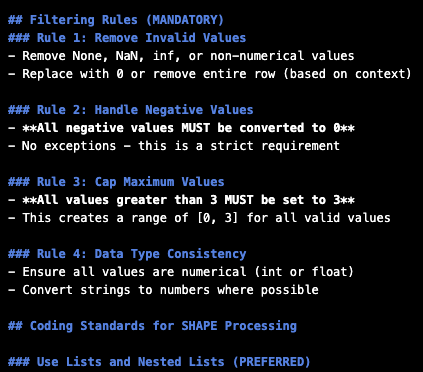 ## Filtering Rules (MANDATORY)
### Rule 1: Remove Invalid Values
- Remove None, NaN, inf, or non-numerical values
- Replace with 0 or remove entire row (based on context)
### Rule 2: Handle Negative Values
- **All negative values MUST be converted to 0**
- No exceptions - this is a strict requirement
### Rule 3: Cap Maximum Values
- **All values greater than 3 MUST be set to 3**
- This creates a range of [0, 3] for all valid values
### Rule 4: Data Type Consistency
- Ensure all values are numerical (int or float)
- Convert strings to numbers where possible
## Coding Standards for SHAPE Processing
### Use Lists and Nested Lists (PREFERRED)